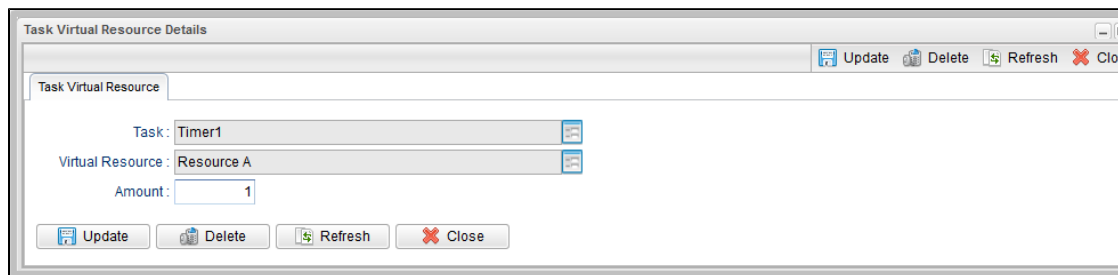 Task Virtual Resource Details
Update Delete Refresh Clo
Task Virtual Resource
Task : Timer1
Virtual Resource : Resource A
Amount : 1
Update Delete Refresh Close